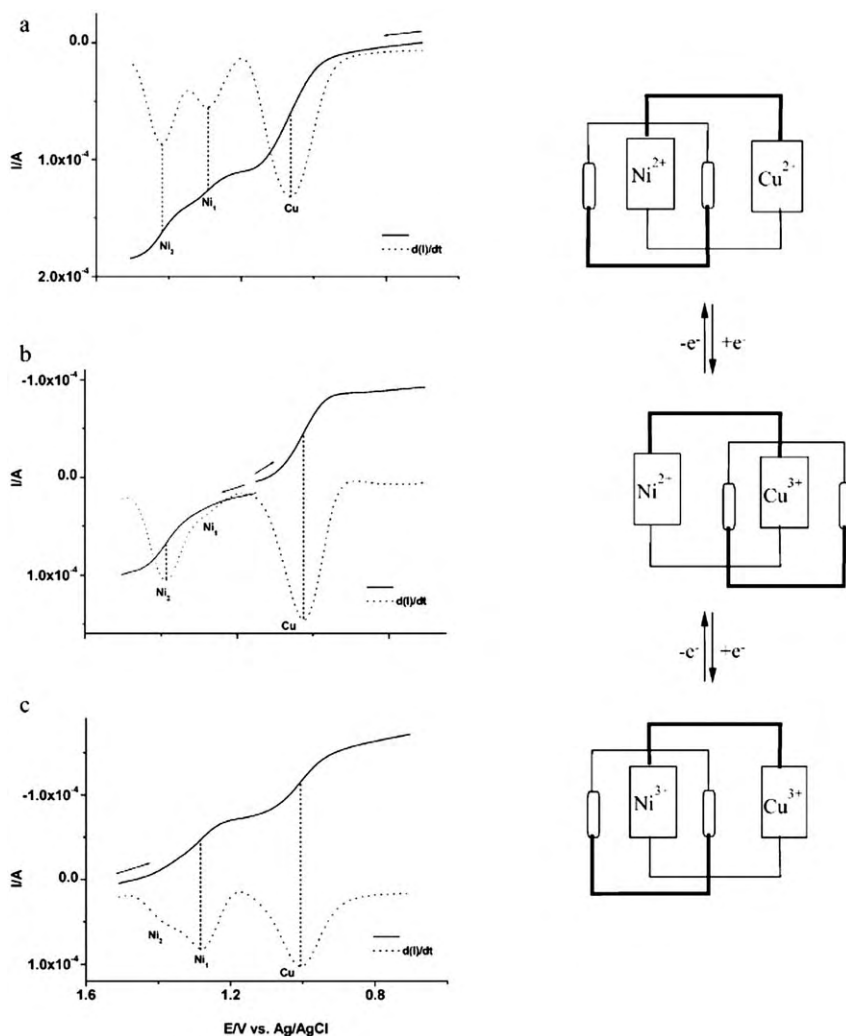 a
0.0
I/A
1.0x10⁻⁴
Ni₂
Ni₁
Cu
d(I)/dt
2.0x10⁻⁴
Ni²⁺
Cu²⁺
-e⁻
+e⁻
b
-1.0x10⁻⁴
I/A
0.0
Ni₁
1.0x10⁻⁴
Ni₂
d(I)/dt
Cu
Ni²⁺
Cu³⁺
-e⁻
+e⁻
c
-1.0x10⁻⁴
I/A
0.0
Ni₂
Ni₁
Cu
d(I)/dt
1.0x10⁻⁴
1.6
1.2
0.8
E/V vs. Ag/AgCl
Ni³⁺
Cu³⁺